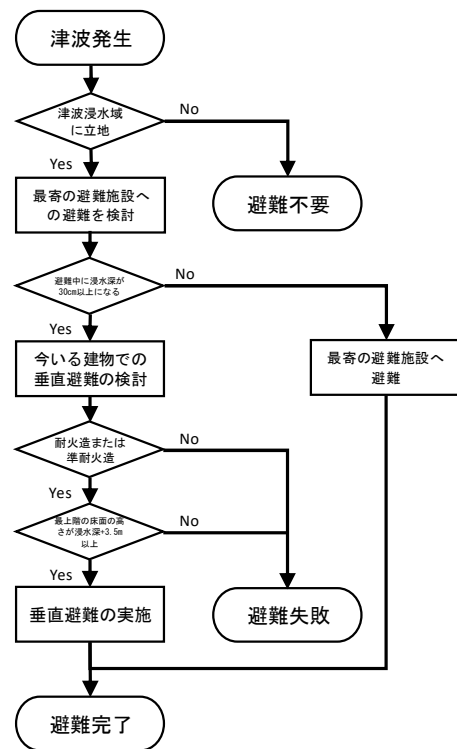 津波発生
津波浸水域
に立地
No
Yes
最寄の避難施設へ
の避難を検討
避難不要
避難中に浸水深が
30cm以上になる
No
Yes
今いる建物での
垂直避難の検討
最寄の避難施設へ
避難
耐火造または
準耐火造
No
Yes
最上階の床面の高
さが浸水深+3.5m
以上
No
Yes
垂直避難の実施
避難失敗
避難完了